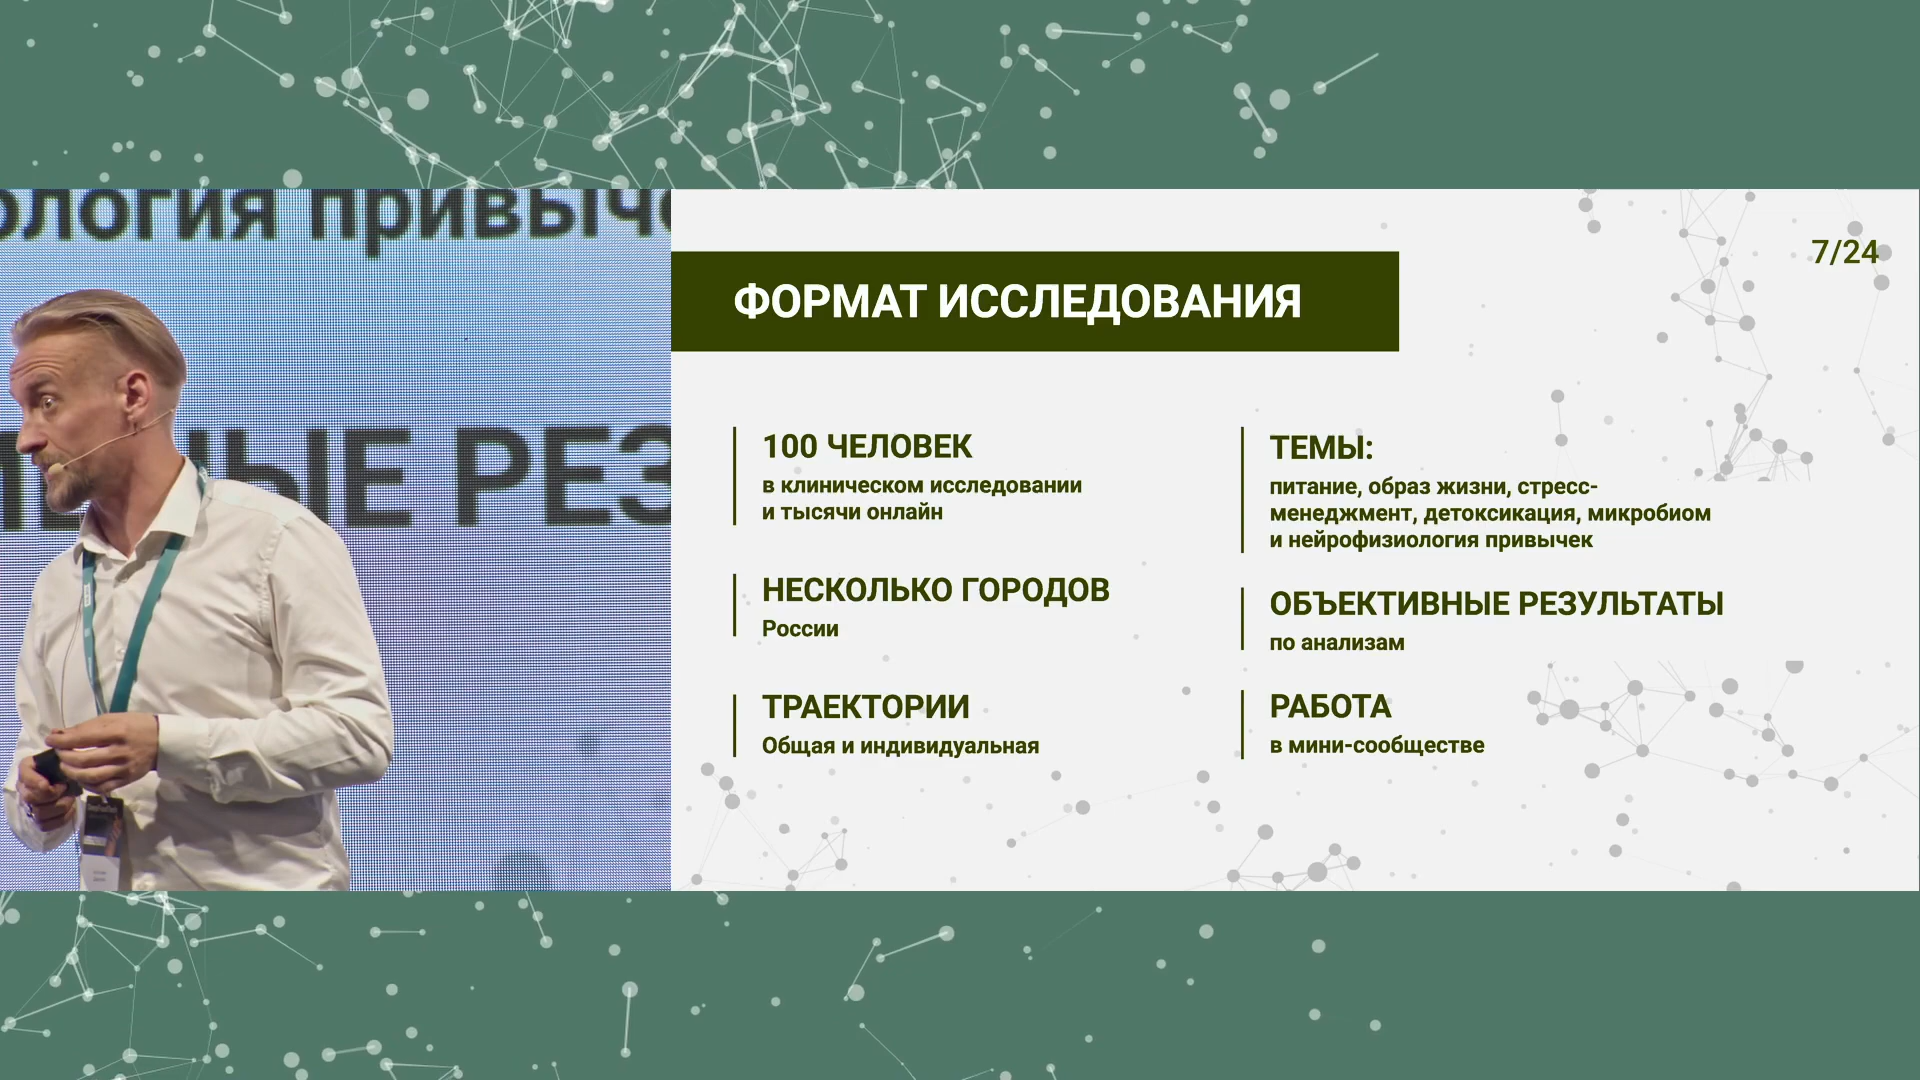 ология привыч
НЫЕ РЕЗ
7/24
ФОРМАТ ИССЛЕДОВАНИЯ
100 ЧЕЛОВЕК
в клиническом исследовании
и тысячи онлайн
НЕСКОЛЬКО ГОРОДОВ
России
ТРАЕКТОРИИ
Общая и индивидуальная
ТЕМЫ:
питание, образ жизни, стресс-
менеджмент, детоксикация, микробиом
и нейрофизиология привычек
ОБЪЕКТИВНЫЕ РЕЗУЛЬТАТЫ
по анализам
РАБОТА
в мини-сообществе